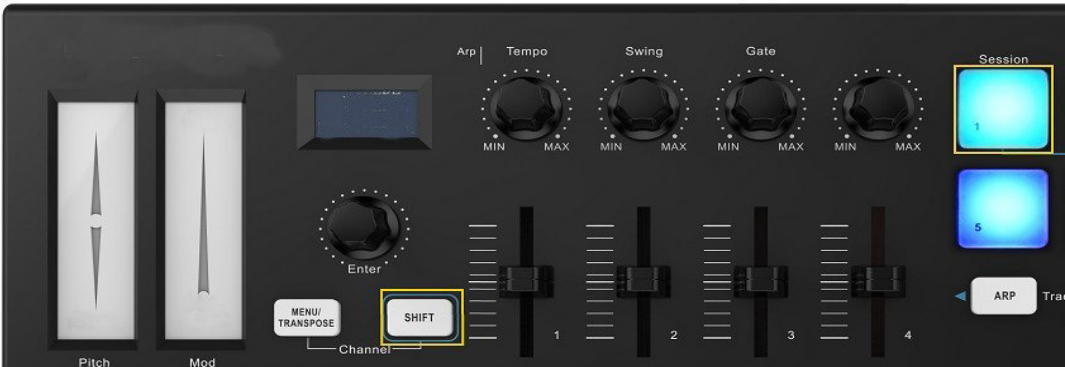 Arp
Tempo
Swing
Gate
Session
MIN
MAX
MIN
MAX
MIN
MAX
MIN
MAX
1
5
Enter
MENU/
TRANSPOSE
SHIFT
Channel
1
2
3
4
ARP
Pitch
Mod